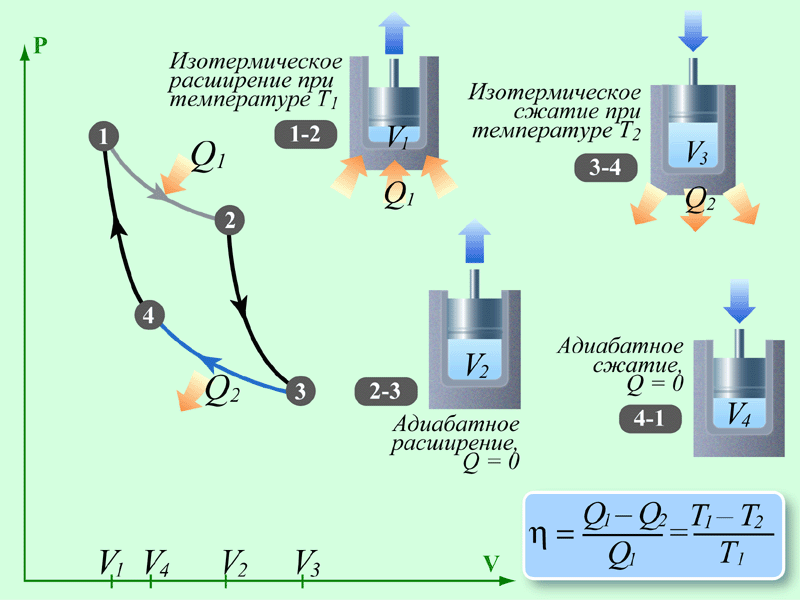 P
Изотермическое
расширение при
температуре T1
1-2
V1
Q1
Изотермическое
сжатие при
температуре T2
3-4
V3
Q2
1
Q1
2
4
Q2
3
V2
2-3
Адиабатное
расширение,
Q = 0
Адиабатное
сжатие,
Q = 0
4-1
V4
η = Q1 – Q2 / Q1 = T1 – T2 / T1
V1 V4 V2 V3 V